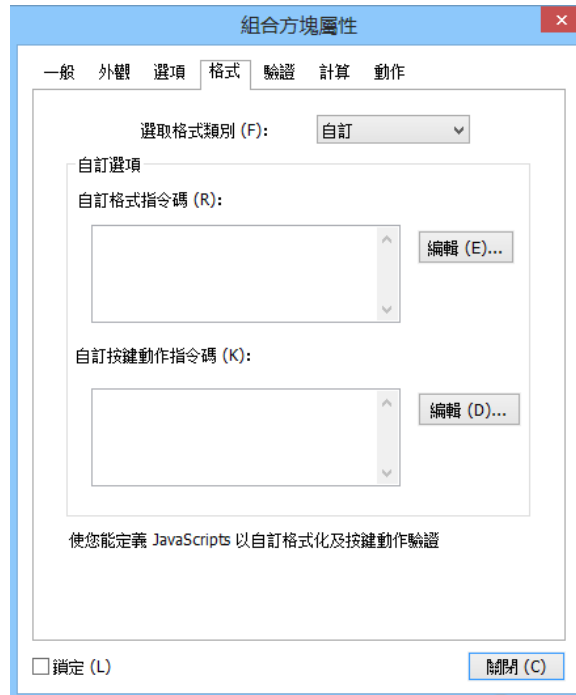 組合方塊屬性
一般 外觀 選項 格式 驗證 計算 動作
選取格式類別 (F): 自訂
自訂選項
自訂格式指令碼 (R):
編輯 (E)...
自訂按鍵動作指令碼 (K):
編輯 (D)...
使您能定義 JavaScripts 以自訂格式化及按鍵動作驗證
鎖定 (L) 關閉 (C)